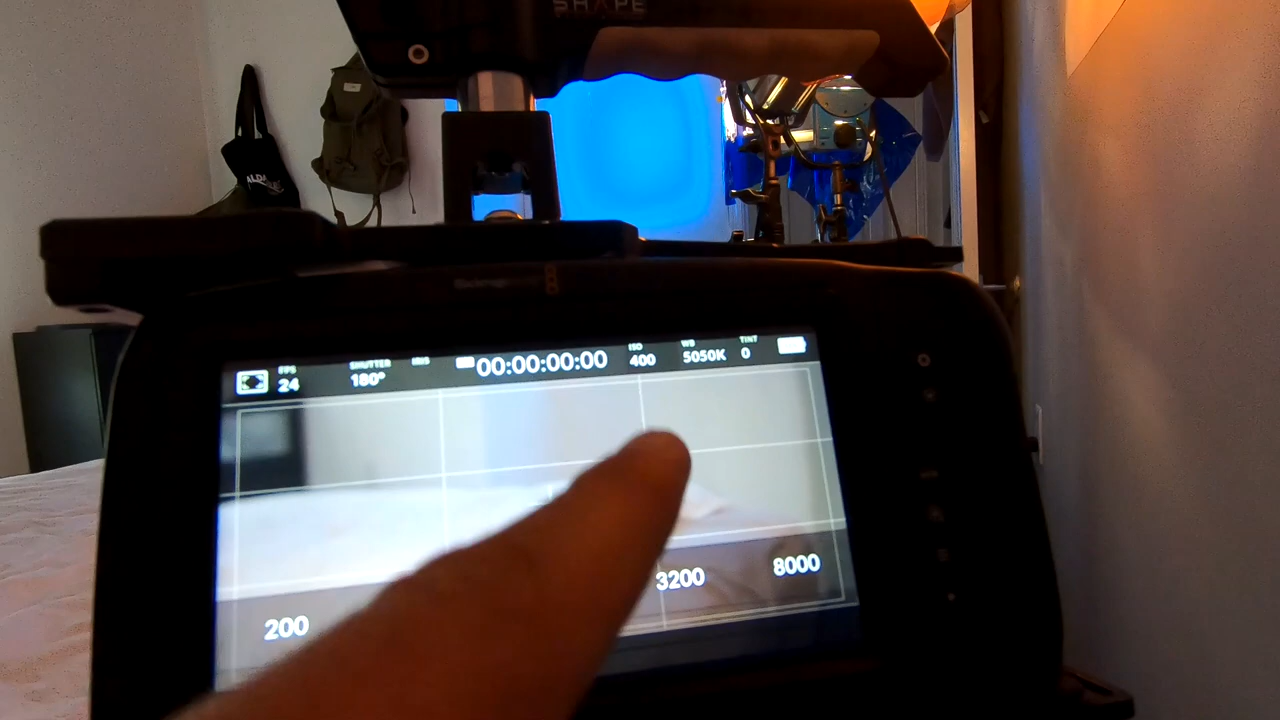 SHAPE
FPS
24
SHUTTER
180°
IRIS
00:00:00:00
ISO
400
WB
5050K
TINT
0
200
3200
8000